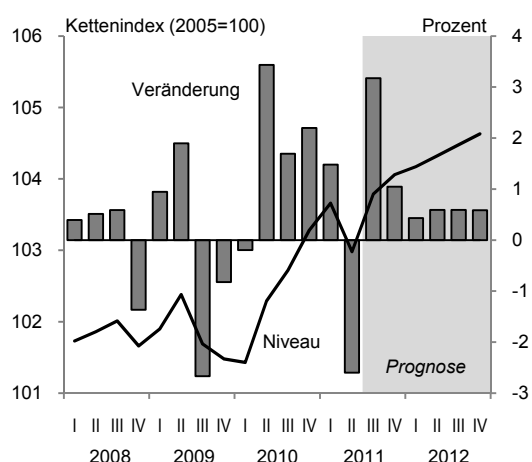 Kettenindex (2005=100) Prozent
106 4
Veränderung 3
105
2
104 1
103 0
-1
102 Niveau -2
Prognose
101 -3
I II III IV I II III IV I II III IV I II III IV I II III IV
2008 2009 2010 2011 2012